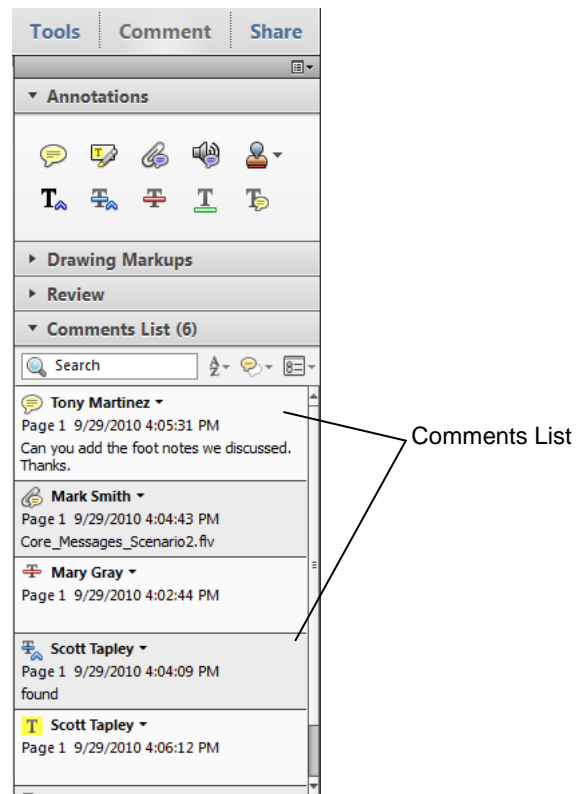 Tools Comment Share
Annotations
T
T T T T T
Drawing Markups
Review
Comments List (6)
Search A Z
Tony Martinez
Page 1 9/29/2010 4:05:31 PM
Can you add the foot notes we discussed.
Thanks.
Comments List
Mark Smith
Page 1 9/29/2010 4:04:43 PM
Core_Messages_Scenario2.flv
T Mary Gray
Page 1 9/29/2010 4:02:44 PM
T Scott Tapley
Page 1 9/29/2010 4:04:09 PM
found
T Scott Tapley
Page 1 9/29/2010 4:06:12 PM